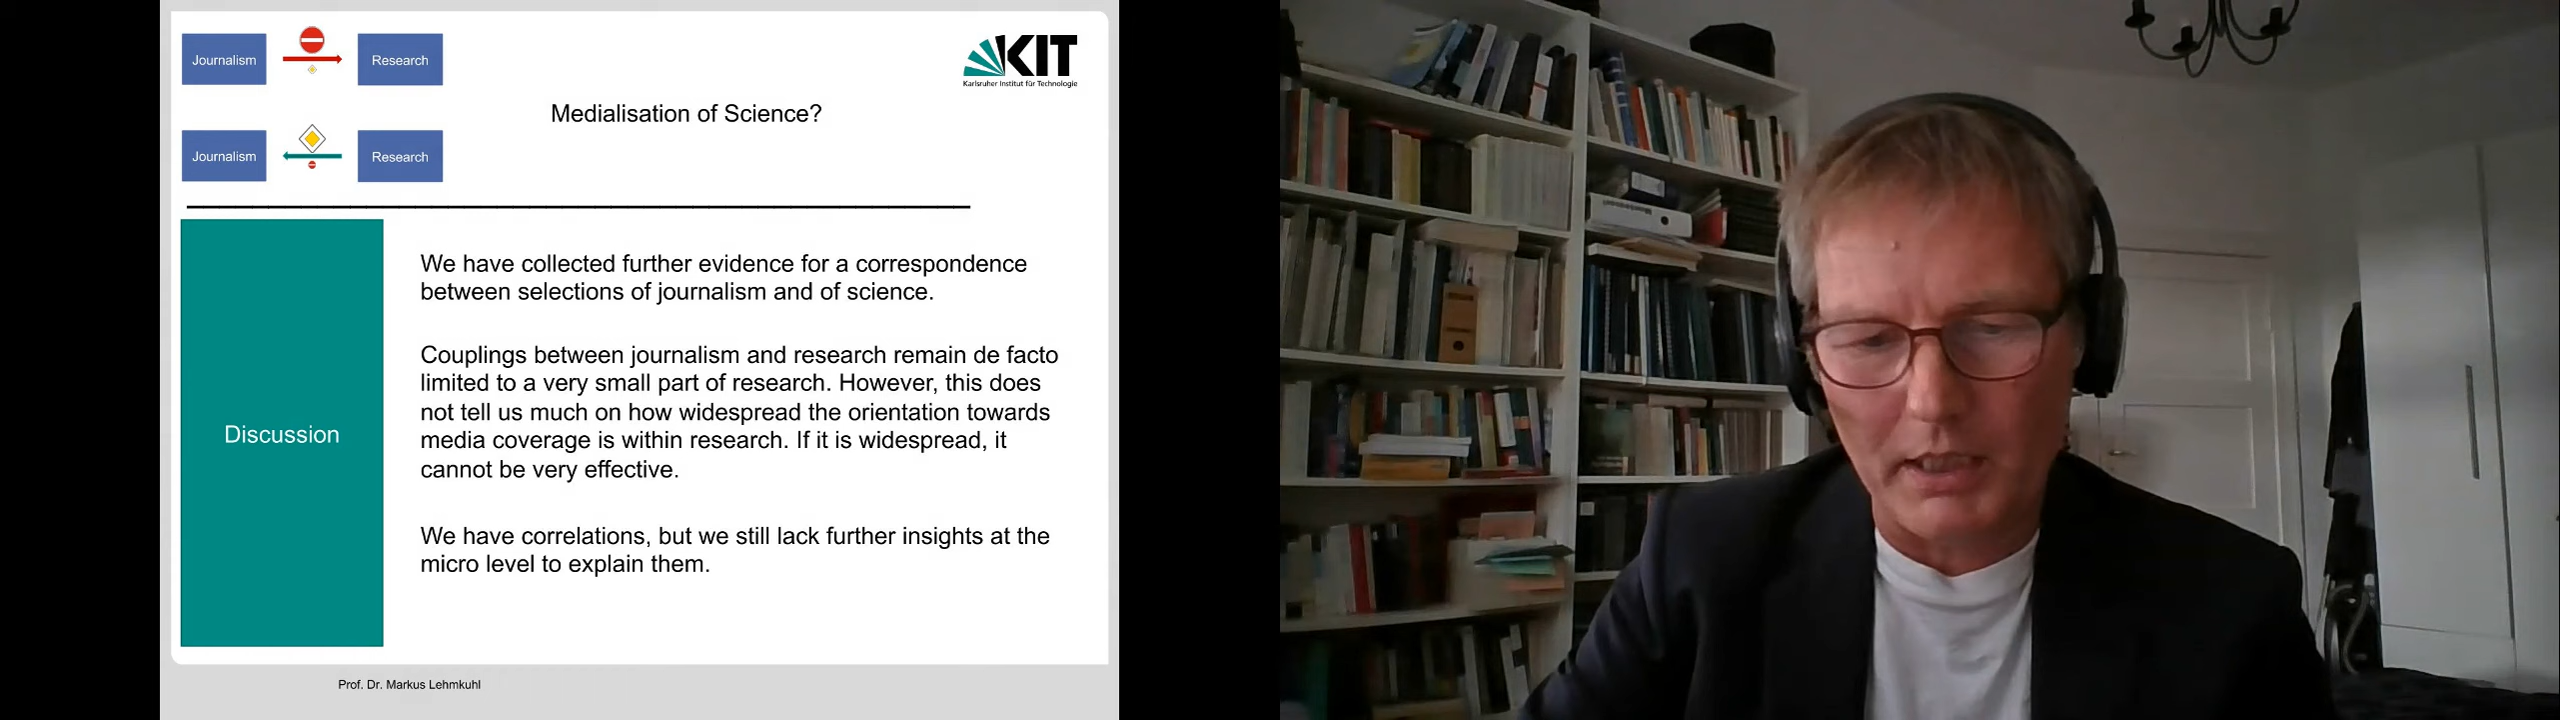 Journalism
Research
KIT
Karlsruher Institut für Technologie
Medialisation of Science?
Journalism
Research
Discussion
We have collected further evidence for a correspondence
between selections of journalism and of science.
Couplings between journalism and research remain de facto
limited to a very small part of research. However, this does
not tell us much on how widespread the orientation towards
media coverage is within research. If it is widespread, it
cannot be very effective.
We have correlations, but we still lack further insights at the
micro level to explain them.
Prof. Dr. Markus Lehmkuhl